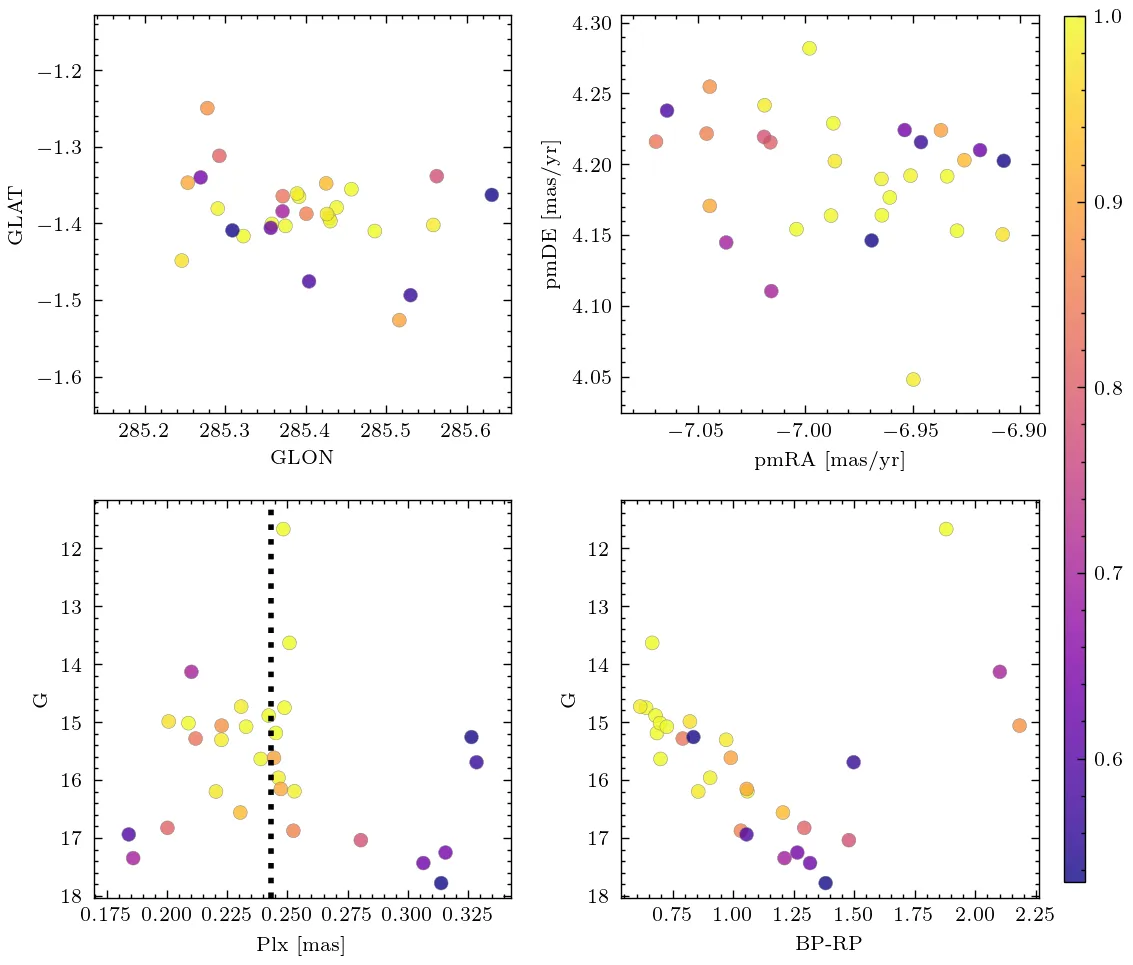 −1.2
−1.3
−1.4
−1.5
−1.6
GLAT
285.2 285.3 285.4 285.5 285.6
GLON
4.30
4.25
4.20
4.15
4.10
4.05
pmDE [mas/yr]
−7.05 −7.00 −6.95 −6.90
pmRA [mas/yr]
12
13
14
15
16
17
18
G
0.175 0.200 0.225 0.250 0.275 0.300 0.325
Plx [mas]
12
13
14
15
16
17
18
G
0.75 1.00 1.25 1.50 1.75 2.00 2.25
BP-RP
1.0
0.9
0.8
0.7
0.6